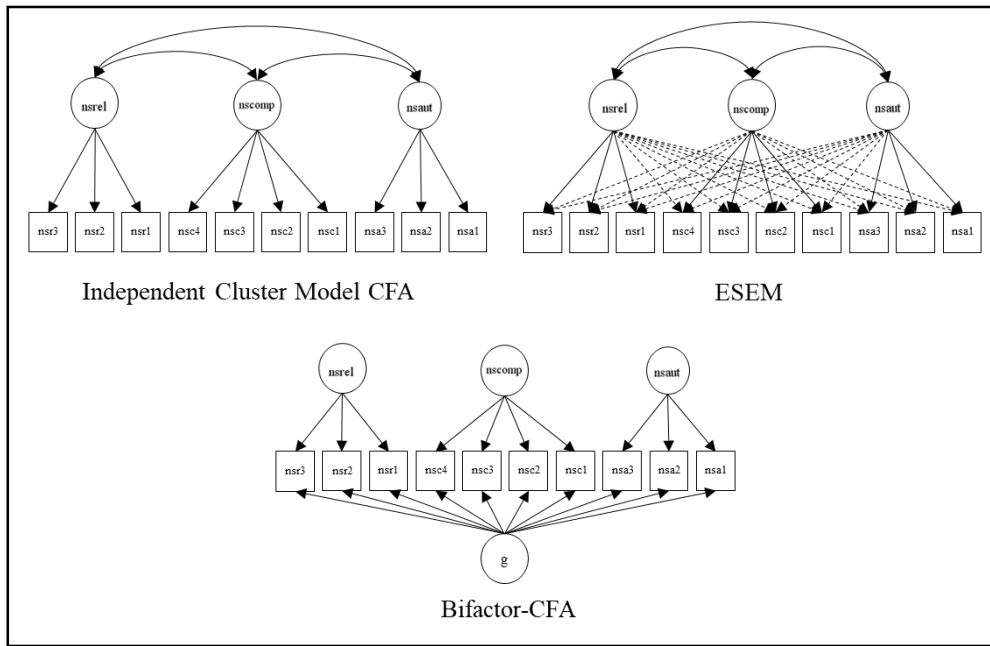 nsrel nscomp nsaut
nsr3 nsr2 nsr1 nsc4 nsc3 nsc2 nsc1 nsa3 nsa2 nsa1
Independent Cluster Model CFA
nsrel nscomp nsaut
nsr3 nsr2 nsr1 nsc4 nsc3 nsc2 nsc1 nsa3 nsa2 nsa1
ESEM
nsrel nscomp nsaut
nsr3 nsr2 nsr1 nsc4 nsc3 nsc2 nsc1 nsa3 nsa2 nsa1
g
Bifactor-CFA